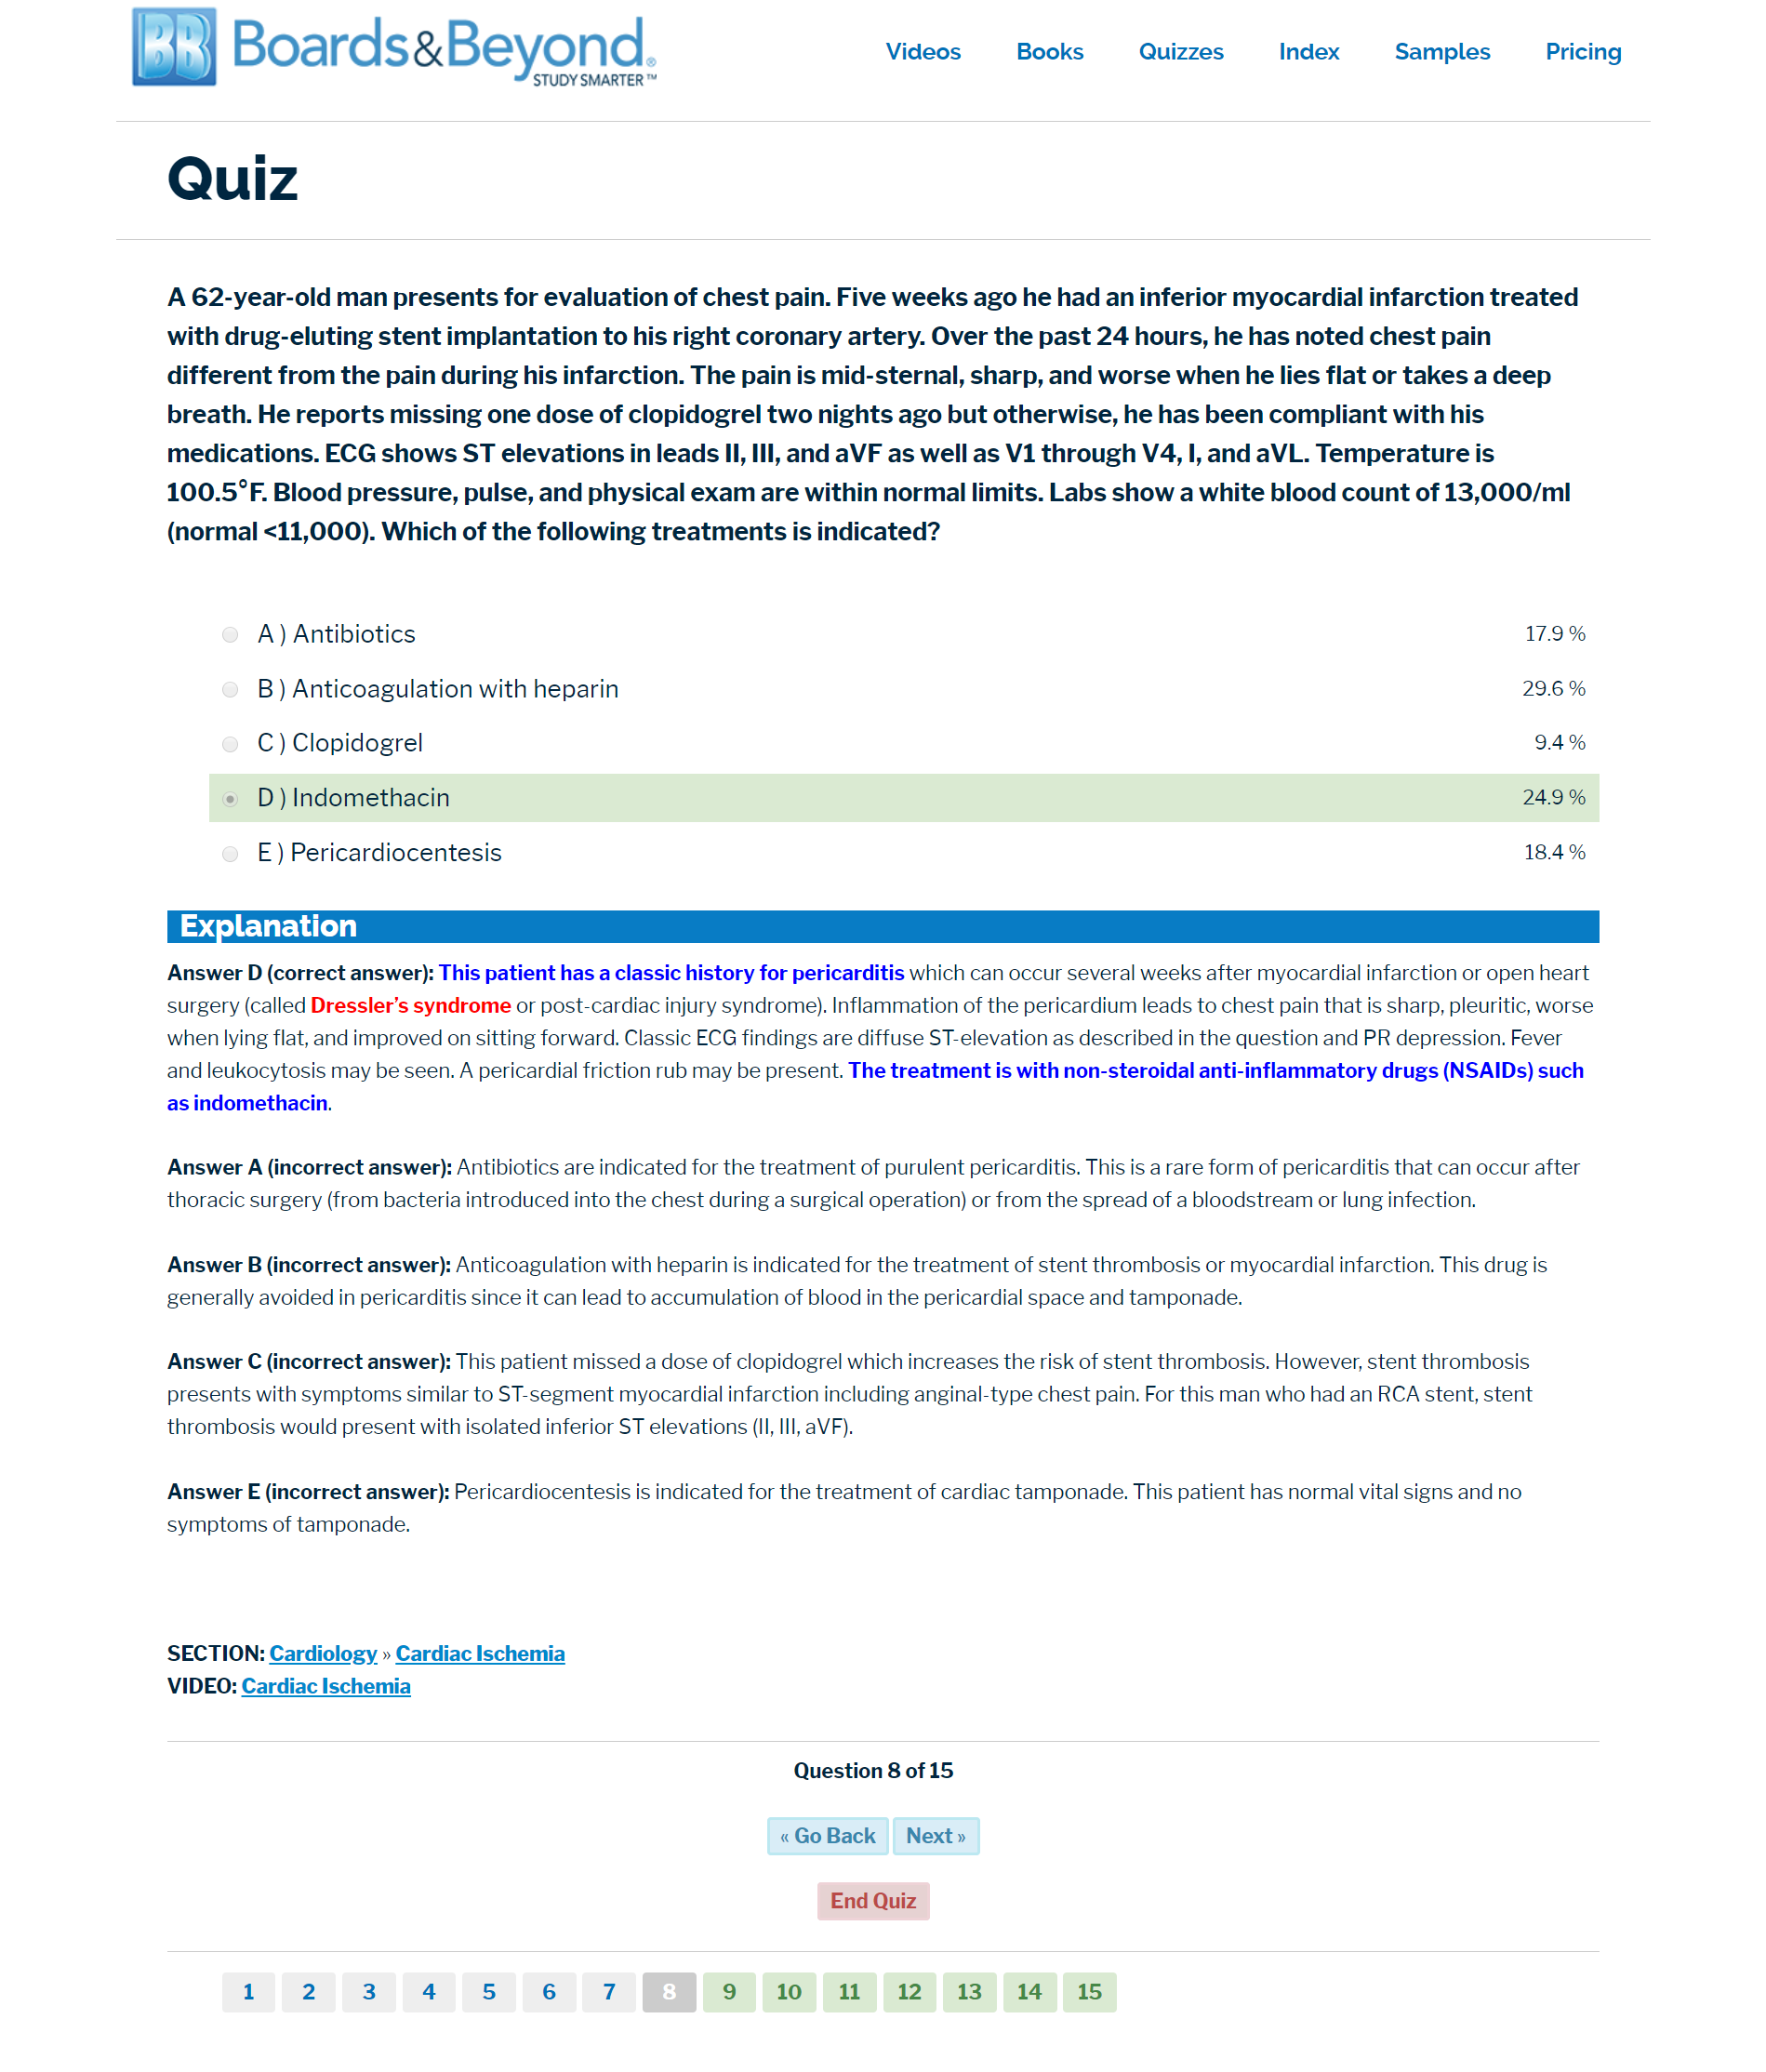 BB Boards&Beyond® STUDY SMARTER™
Videos Books Quizzes Index Samples Pricing
Quiz
A 62-year-old man presents for evaluation of chest pain. Five weeks ago he had an inferior myocardial infarction treated
with drug-eluting stent implantation to his right coronary artery. Over the past 24 hours, he has noted chest pain
different from the pain during his infarction. The pain is mid-sternal, sharp, and worse when he lies flat or takes a deep
breath. He reports missing one dose of clopidogrel two nights ago but otherwise, he has been compliant with his
medications. ECG shows ST elevations in leads II, III, and aVF as well as V1 through V4, I, and aVL. Temperature is
100.5°F. Blood pressure, pulse, and physical exam are within normal limits. Labs show a white blood count of 13,000/ml
(normal <11,000). Which of the following treatments is indicated?
A ) Antibiotics 17.9 %
B ) Anticoagulation with heparin 29.6 %
C ) Clopidogrel 9.4 %
D ) Indomethacin 24.9 %
E ) Pericardiocentesis 18.4 %
Explanation
Answer D (correct answer): This patient has a classic history for pericarditis which can occur several weeks after myocardial infarction or open heart
surgery (called Dressler's syndrome or post-cardiac injury syndrome). Inflammation of the pericardium leads to chest pain that is sharp, pleuritic, worse
when lying flat, and improved on sitting forward. Classic ECG findings are diffuse ST-elevation as described in the question and PR depression. Fever
and leukocytosis may be seen. A pericardial friction rub may be present. The treatment is with non-steroidal anti-inflammatory drugs (NSAIDs) such
as indomethacin.
Answer A (incorrect answer): Antibiotics are indicated for the treatment of purulent pericarditis. This is a rare form of pericarditis that can occur after
thoracic surgery (from bacteria introduced into the chest during a surgical operation) or from the spread of a bloodstream or lung infection.
Answer B (incorrect answer): Anticoagulation with heparin is indicated for the treatment of stent thrombosis or myocardial infarction. This drug is
generally avoided in pericarditis since it can lead to accumulation of blood in the pericardial space and tamponade.
Answer C (incorrect answer): This patient missed a dose of clopidogrel which increases the risk of stent thrombosis. However, stent thrombosis
presents with symptoms similar to ST-segment myocardial infarction including anginal-type chest pain. For this man who had an RCA stent, stent
thrombosis would present with isolated inferior ST elevations (II, III, aVF).
Answer E (incorrect answer): Pericardiocentesis is indicated for the treatment of cardiac tamponade. This patient has normal vital signs and no
symptoms of tamponade.
SECTION: Cardiology » Cardiac Ischemia
VIDEO: Cardiac Ischemia
Question 8 of 15
« Go Back Next »
End Quiz
1 2 3 4 5 6 7 8 9 10 11 12 13 14 15